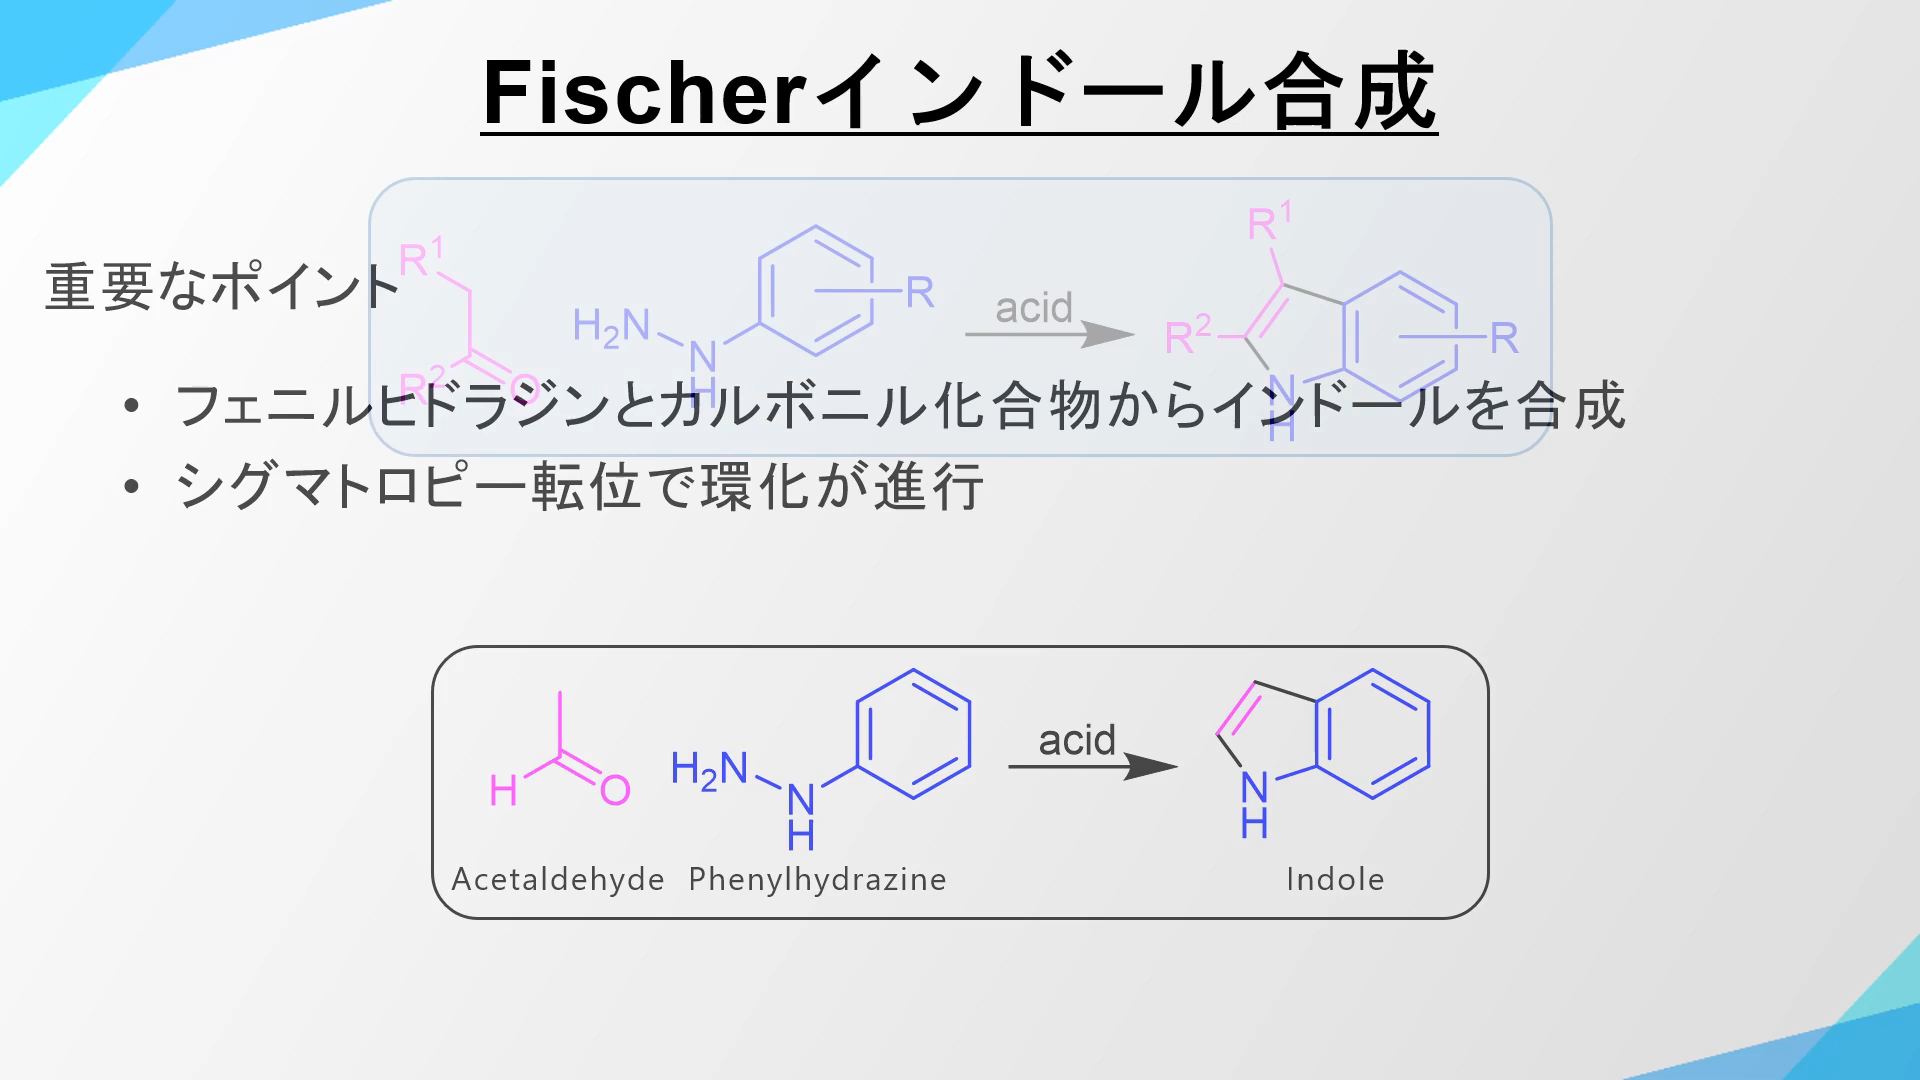 Fischerインドール合成
R¹
R²
O
H₂N
N
H
R
acid
R¹
R²
N
H
R
重要なポイント
• フェニルヒドラジンとカルボニル化合物からインドールを合成
• シグマトロピー転位で環化が進行
H
O
H₂N
N
H
acid
N
H
Acetaldehyde Phenylhydrazine Indole